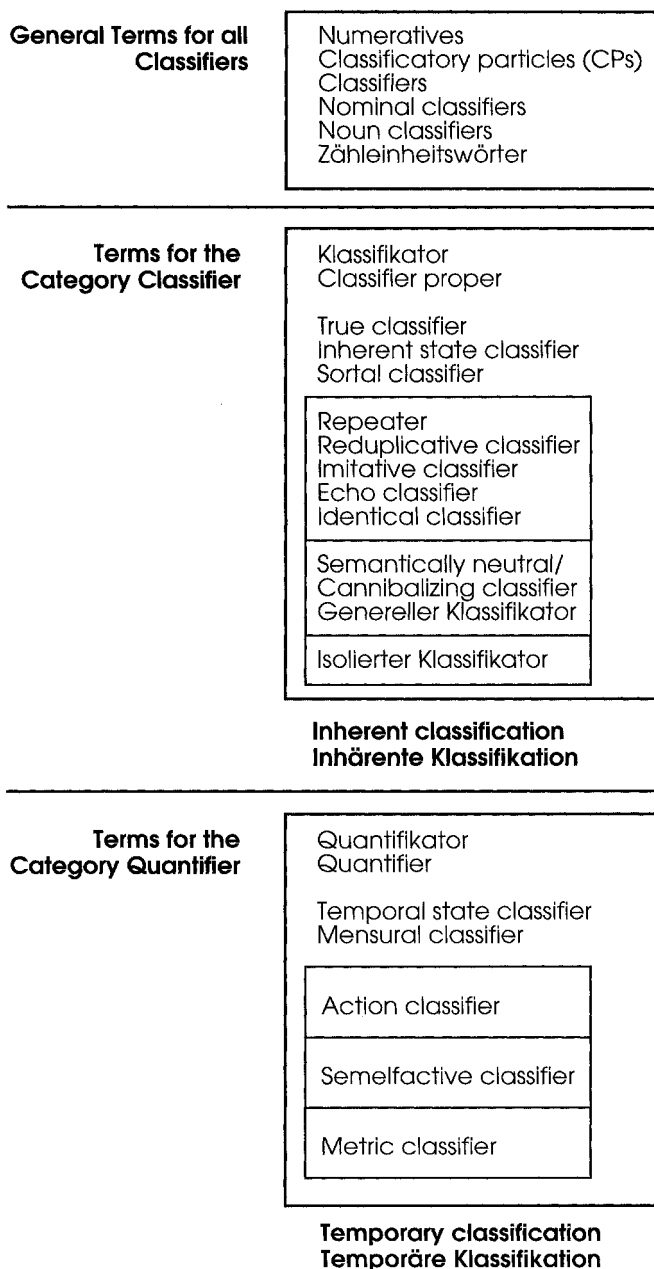 General Terms for all
Classifiers
Numeratives
Classificatory particles (CPs)
Classifiers
Nominal classifiers
Noun classifiers
Zähleinheitswörter
Terms for the
Category Classifier
Klassifikator
Classifier proper
True classifier
Inherent state classifier
Sortal classifier
Repeater
Reduplicative classifier
Imitative classifier
Echo classifier
Identical classifier
Semantically neutral/
Cannibalizing classifier
Genereller Klassifikator
Isolierter Klassifikator
Inherent classification
Inhärente Klassifikation
Terms for the
Category Quantifier
Quantifikator
Quantifier
Temporal state classifier
Mensural classifier
Action classifier
Semelfactive classifier
Metric classifier
Temporary classification
Temporäre Klassifikation